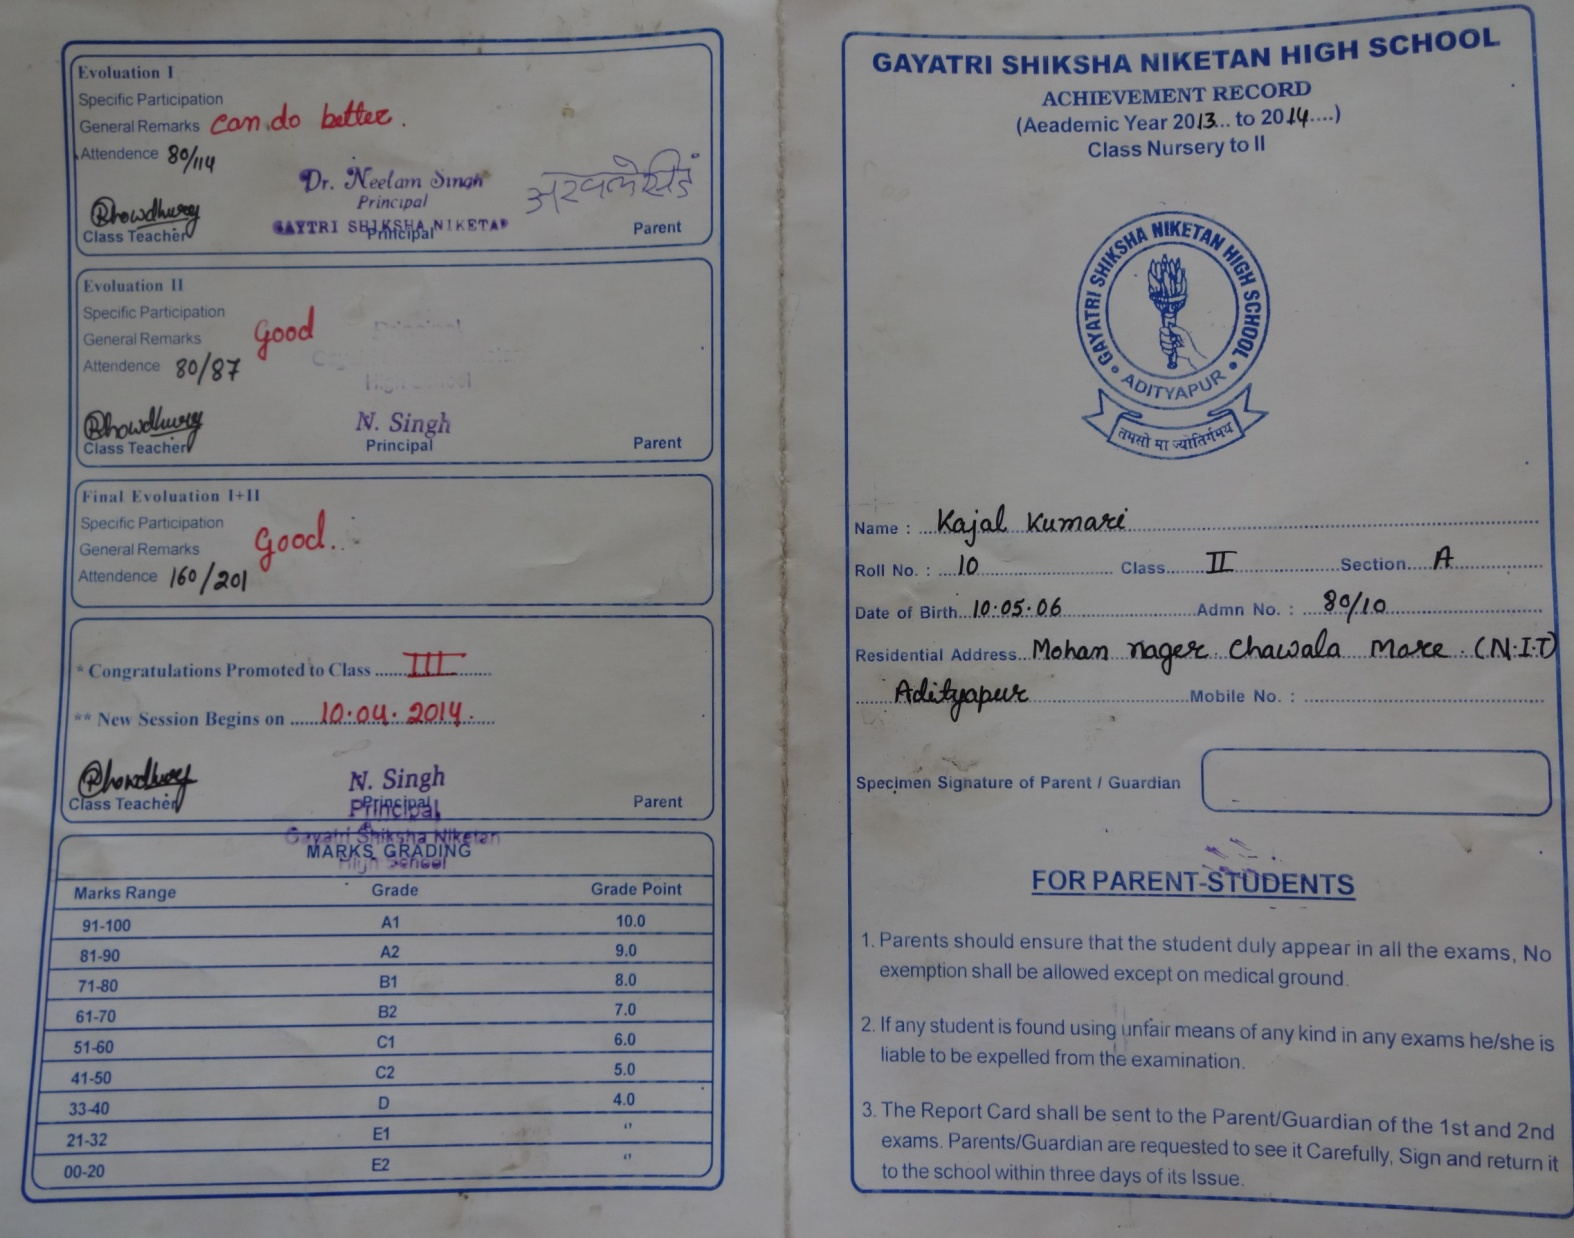 Evaluation I
Specific Participation
General Remarks can do better.
Attendence 80/114
Dr. Neelam Singh
Principal
GAYTRI SHIKSHA NIKETAN
Class Teacher Principal Parent
Evaluation II
Specific Participation
General Remarks Good
Attendence 80/87
Principal
High School
N. Singh
Class Teacher Principal Parent
Final Evoluation I+II
Specific Participation
General Remarks Good.
Attendence 160/201
* Congratulations Promoted to Class ......III......
** New Session Begins on ......10.04.2014......
N. Singh
Class Teacher Principal Parent
Principal
Gayatri Shiksha Niketan
High School
MARKS GRADING
Marks Range Grade Grade Point
91-100 A1 10.0
81-90 A2 9.0
71-80 B1 8.0
61-70 B2 7.0
51-60 C1 6.0
41-50 C2 5.0
33-40 D 4.0
21-32 E1 "
00-20 E2 "
GAYATRI SHIKSHA NIKETAN HIGH SCHOOL
ACHIEVEMENT RECORD
(Aeademic Year 2013... to 2014....)
Class Nursery to II
GAYATRI SHIKSHA NIKETAN HIGH SCHOOL
• ADITYAPUR •
तमसो मा ज्योतिर्गमय
Name : Kajal Kumari
Roll No. : 10 Class II Section A
Date of Birth 10.05.06 Admn No. : 80/10
Residential Address Mohan nager Chawala More. (N.I.T)
Adityapur Mobile No. :
Specimen Signature of Parent / Guardian
FOR PARENT-STUDENTS
1. Parents should ensure that the student duly appear in all the exams, No
exemption shall be allowed except on medical ground.
2. If any student is found using unfair means of any kind in any exams he/she is
liable to be expelled from the examination.
3. The Report Card shall be sent to the Parent/Guardian of the 1st and 2nd
exams. Parents/Guardian are requested to see it Carefully, Sign and return it
to the school within three days of its Issue.